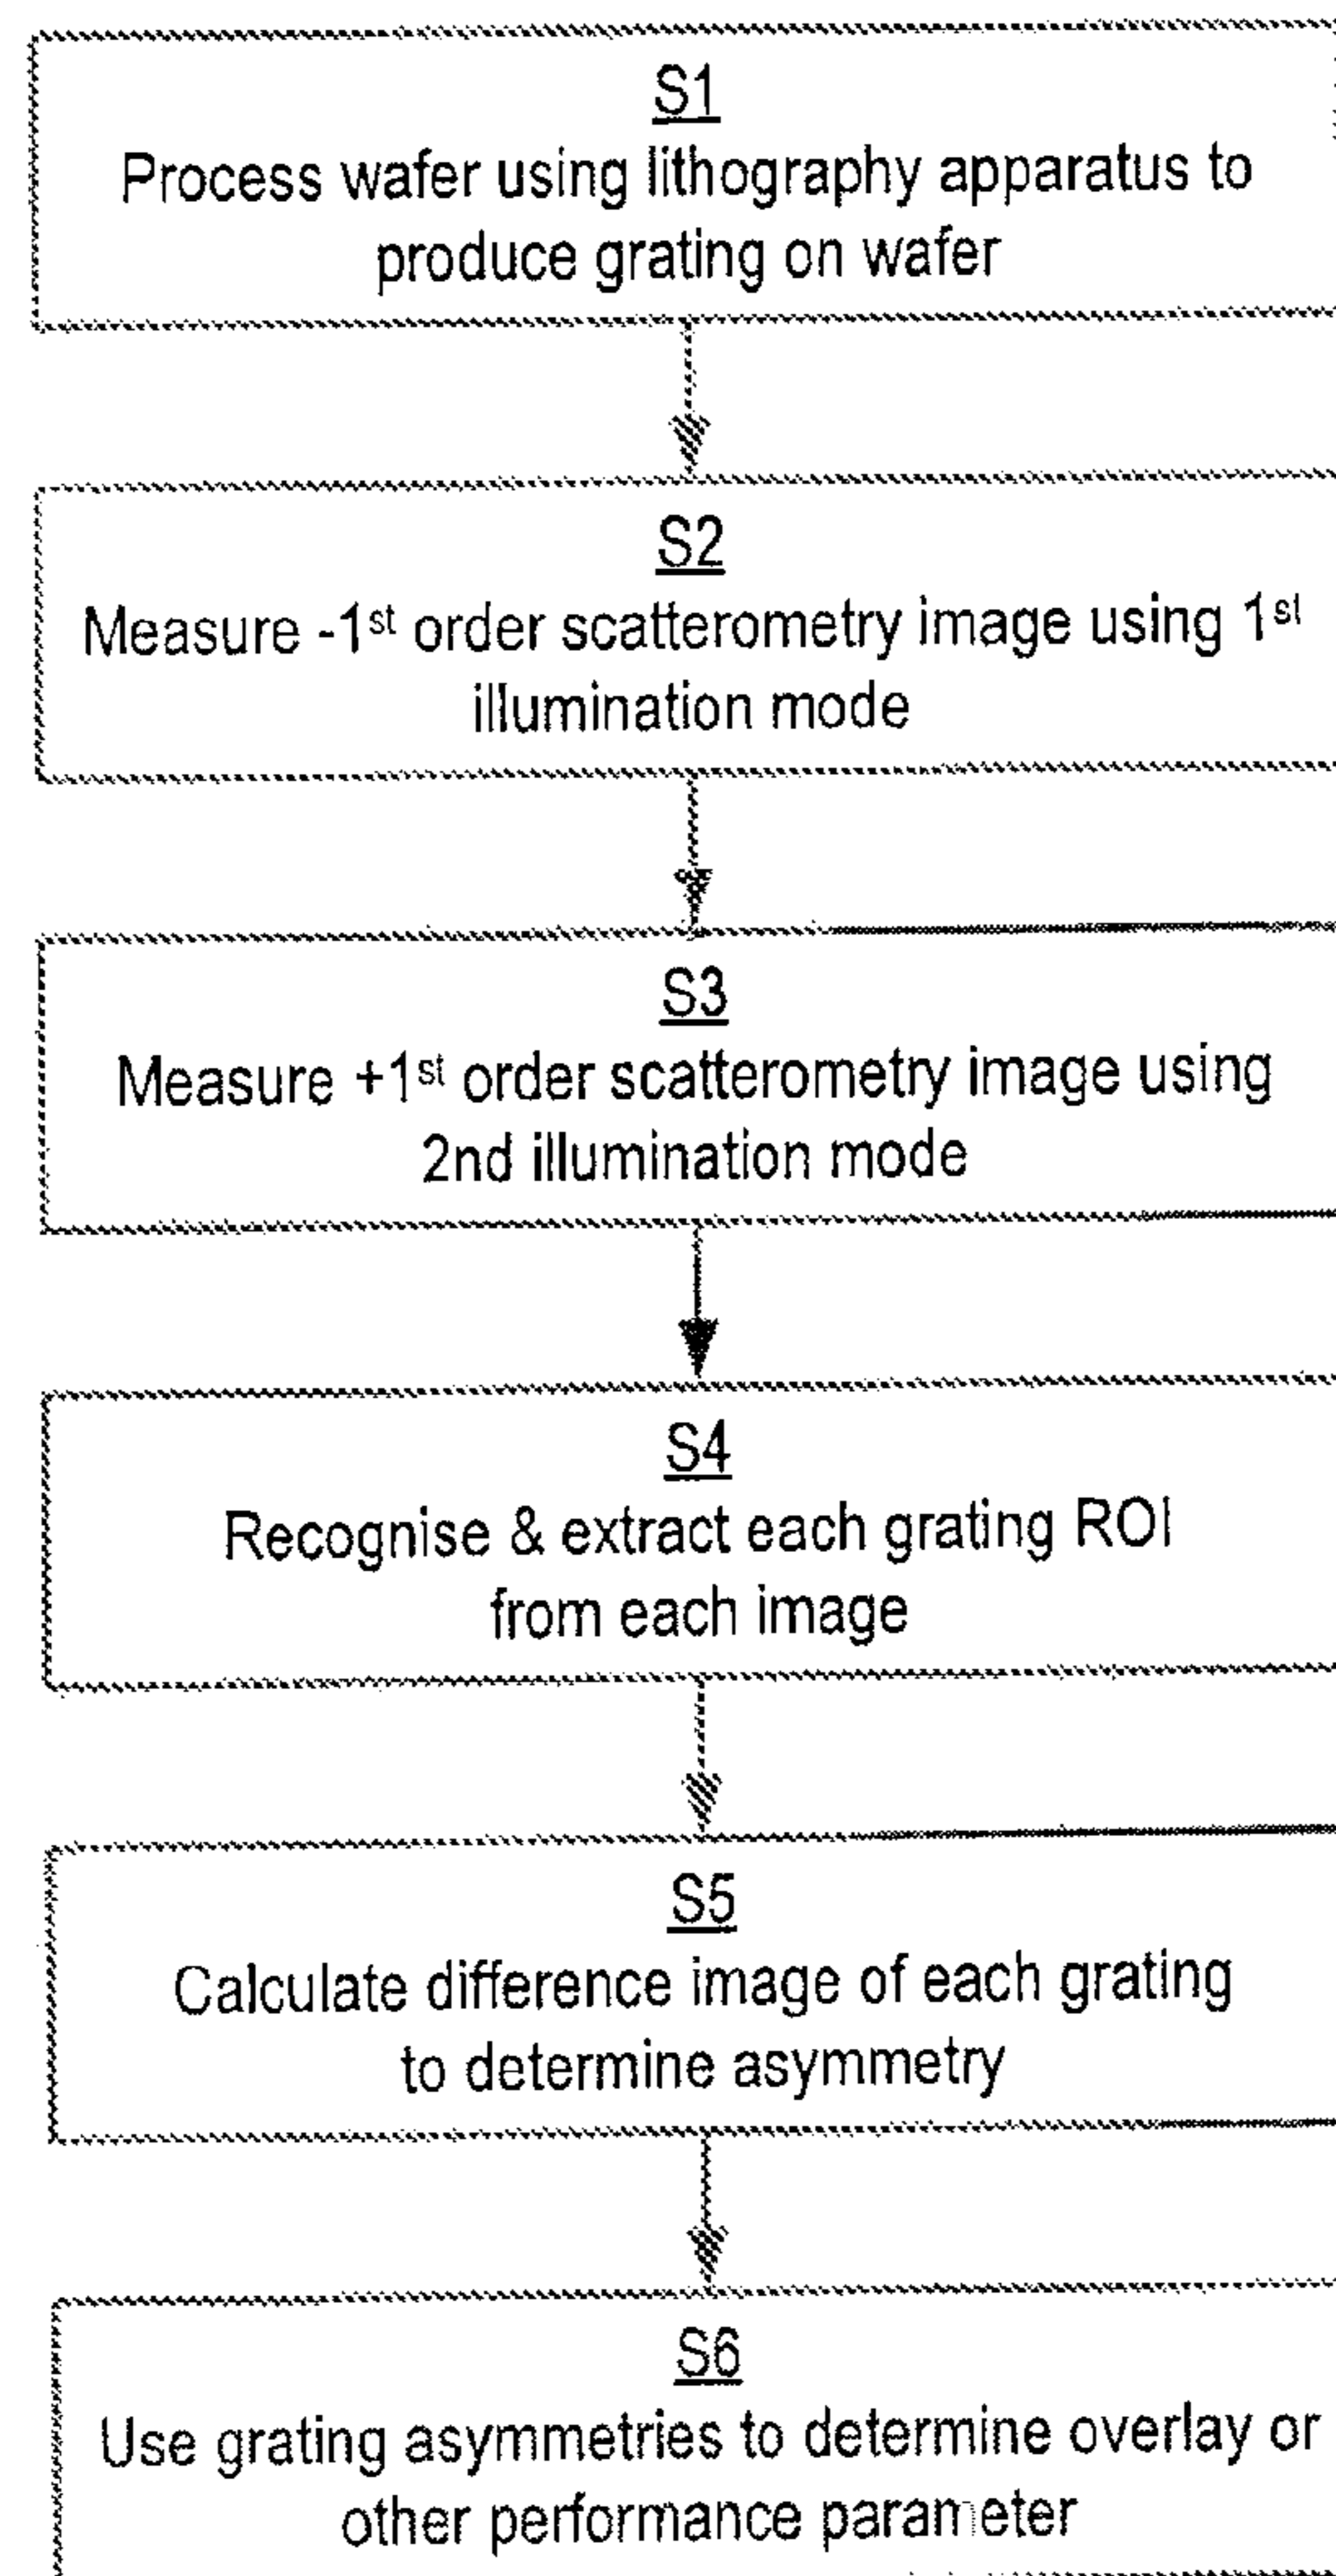 S1
Process wafer using lithography apparatus to
produce grating on wafer
S2
Measure -1st order scatterometry image using 1st
illumination mode
S3
Measure +1st order scatterometry image using
2nd illumination mode
S4
Recognise & extract each grating ROI
from each image
S5
Calculate difference image of each grating
to determine asymmetry
S6
Use grating asymmetries to determine overlay or
other performance parameter